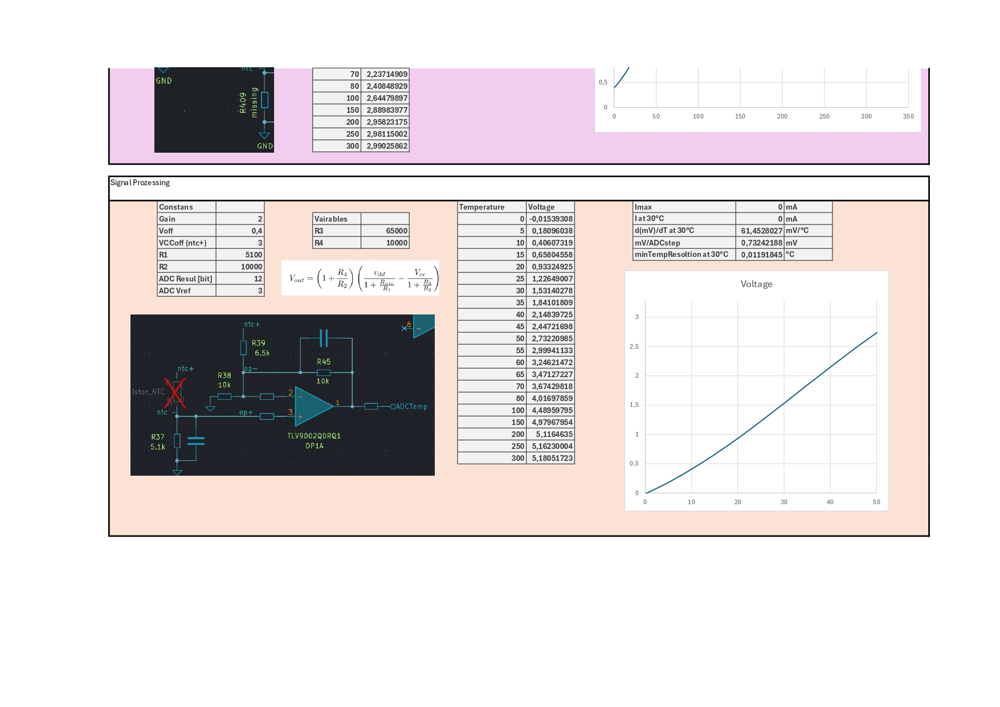 GND
ntc -
R409
missing
GND
70 2,23714909
80 2,40848929
100 2,64479897
150 2,88983977
200 2,95823175
250 2,98115002
300 2,99025862
0,5
0
0 50 100 150 200 250 300 350
Signal Prozessing
Constans
Gain 2
Voff 0,4
VCCoff (ntc+) 3
R1 5100
R2 10000
ADC Resul [bit] 12
ADC Vref 3
Vairables
R3 65000
R4 10000
V_{out} = \left(1 + \frac{R_4}{R_2}\right) \left(\frac{v_{dd}}{1 + \frac{R_{ntc}}{R_1}} - \frac{V_{cc}}{1 + \frac{R_3}{R_2}}\right)
ntc+
R39
6,5k
R45
10k
ntc+
op-
R38
10k
istor_NTC
ntc -
op+
2
−
3
+
1
6
−
ADCTemp
R37
5.1k
TLV9002QDRQ1
OP1A
Temperature Voltage
0 -0,01539308
5 0,18096038
10 0,40607319
15 0,65804558
20 0,93324925
25 1,22649007
30 1,53140278
35 1,84101809
40 2,14839725
45 2,44721698
50 2,73220985
55 2,99941133
60 3,24621472
65 3,47127227
70 3,67429818
80 4,01697859
100 4,48959795
150 4,97967954
200 5,1164635
250 5,16230004
300 5,18051723
Imax 0 mA
I at 30°C 0 mA
d(mV)/dT at 30°C 61,4528027 mV/°C
mV/ADCstep 0,73242188 mV
minTempResoltion at 30°C 0,01191845 °C
Voltage
3
2,5
2
1,5
1
0,5
0
0 10 20 30 40 50